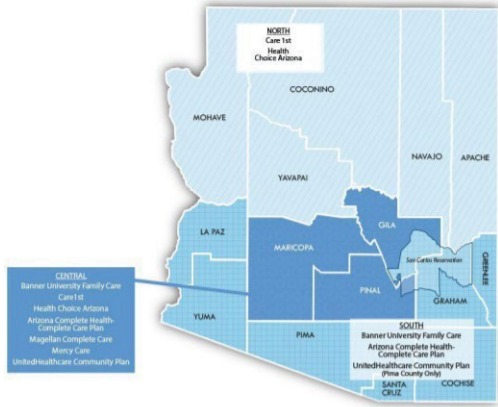 NORTH
Care 1st
Health
Choice Arizona
COCONINO
MOHAVE
NAVAJO
APACHE
YAVAPAI
LA PAZ
GILA
MARICOPA
San Carlos Reservation
GREENLEE
PINAL
GRAHAM
YUMA
PIMA
SANTA
CRUZ
COCHISE
CENTRAL
Banner University Family Care
Care1st
Health Choice Arizona
Arizona Complete Health-
Complete Care Plan
Magellan Complete Care
Mercy Care
UnitedHealthcare Community Plan
SOUTH
Banner University Family Care
Arizona Complete Health-
Complete Care Plan
UnitedHealthcare Community Plan
(Pima County Only)